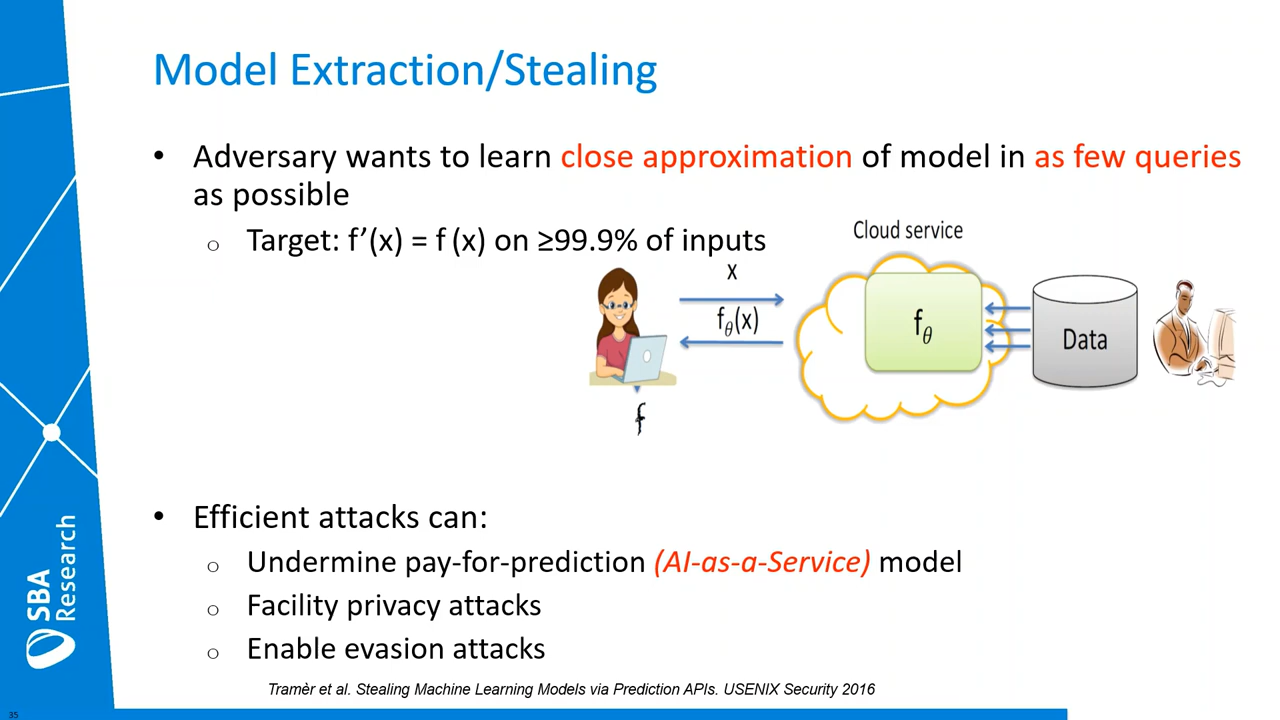 Model Extraction/Stealing
• Adversary wants to learn close approximation of model in as few queries
as possible
o Target: f’(x) = f (x) on ≥99.9% of inputs
Cloud service
x
fθ(x)
fθ
Data
f
• Efficient attacks can:
o Undermine pay-for-prediction (AI-as-a-Service) model
o Facility privacy attacks
o Enable evasion attacks
Tramèr et al. Stealing Machine Learning Models via Prediction APIs. USENIX Security 2016
SBA
Research
35